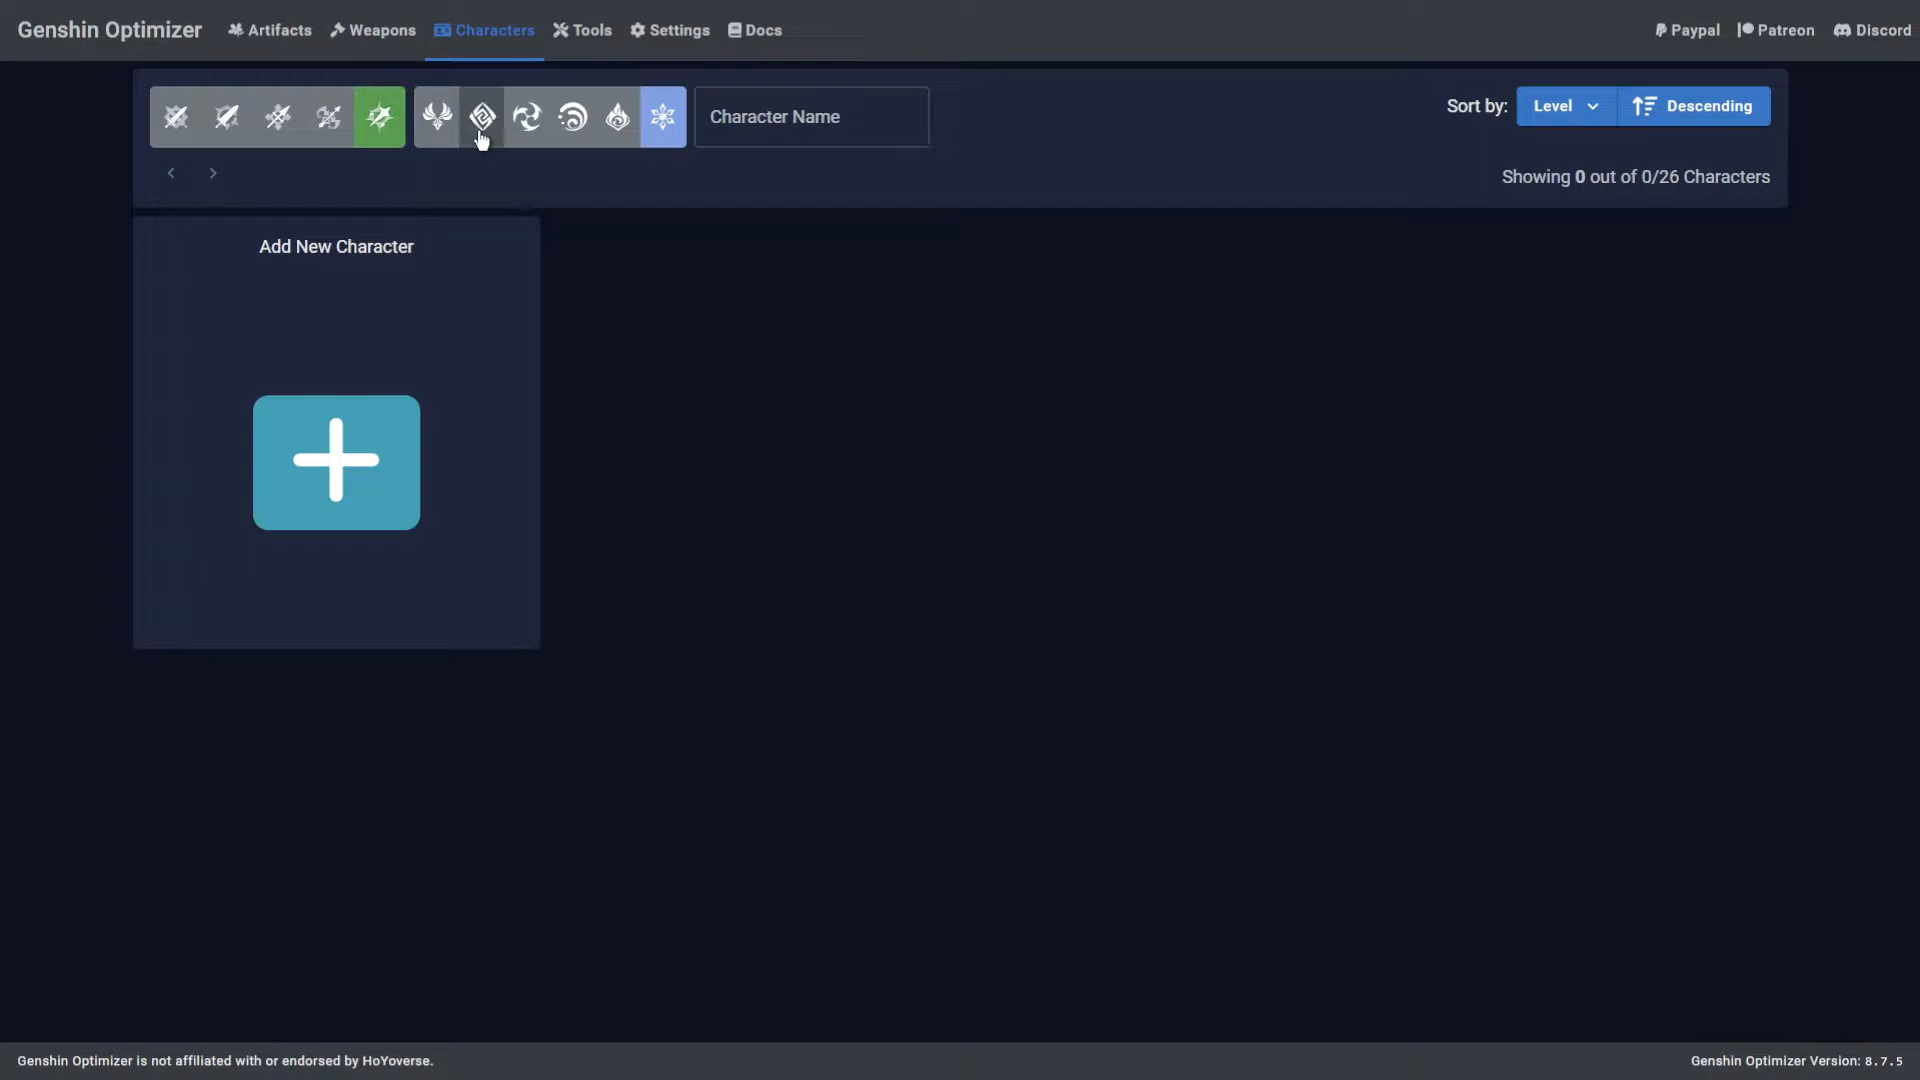 Genshin Optimizer Artifacts Weapons Characters Tools Settings Docs Paypal Patreon Discord
Character Name
Sort by: Level Descending
Showing 0 out of 0/26 Characters
Add New Character
Genshin Optimizer is not affiliated with or endorsed by HoYoverse. Genshin Optimizer Version: 8.7.5